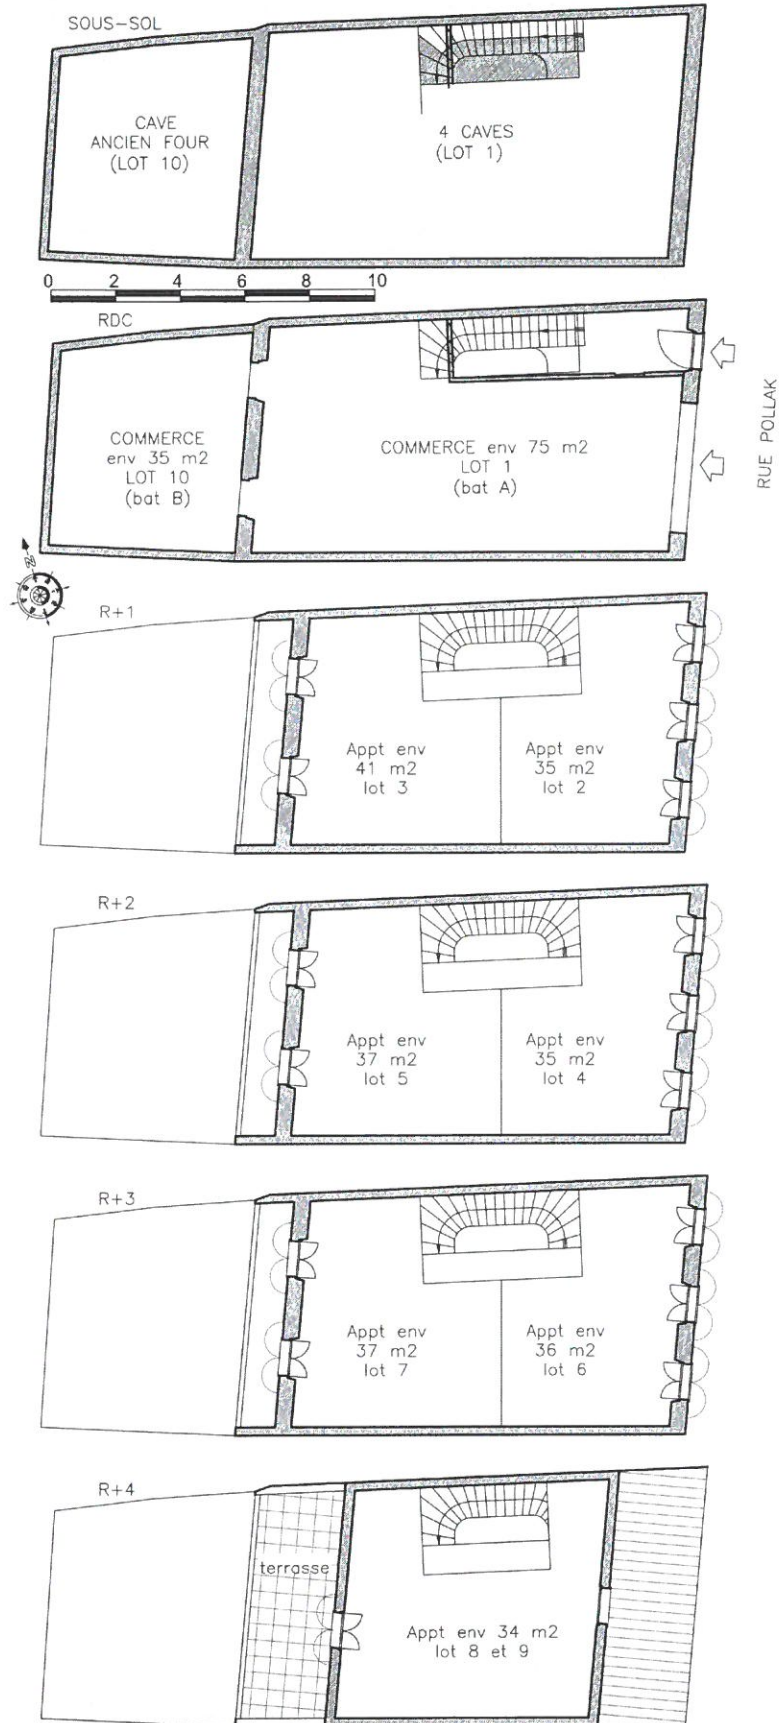 SOUS-SOL
CAVE
ANCIEN FOUR
(LOT 10)
4 CAVES
(LOT 1)
0 2 4 6 8 10
RDC
COMMERCE
env 35 m2
LOT 10
(bat B)
COMMERCE env 75 m2
LOT 1
(bat A)
RUE POLLAK
N
R+1
Appt env
41 m2
lot 3
Appt env
35 m2
lot 2
R+2
Appt env
37 m2
lot 5
Appt env
35 m2
lot 4
R+3
Appt env
37 m2
lot 7
Appt env
36 m2
lot 6
R+4
terrasse
Appt env 34 m2
lot 8 et 9